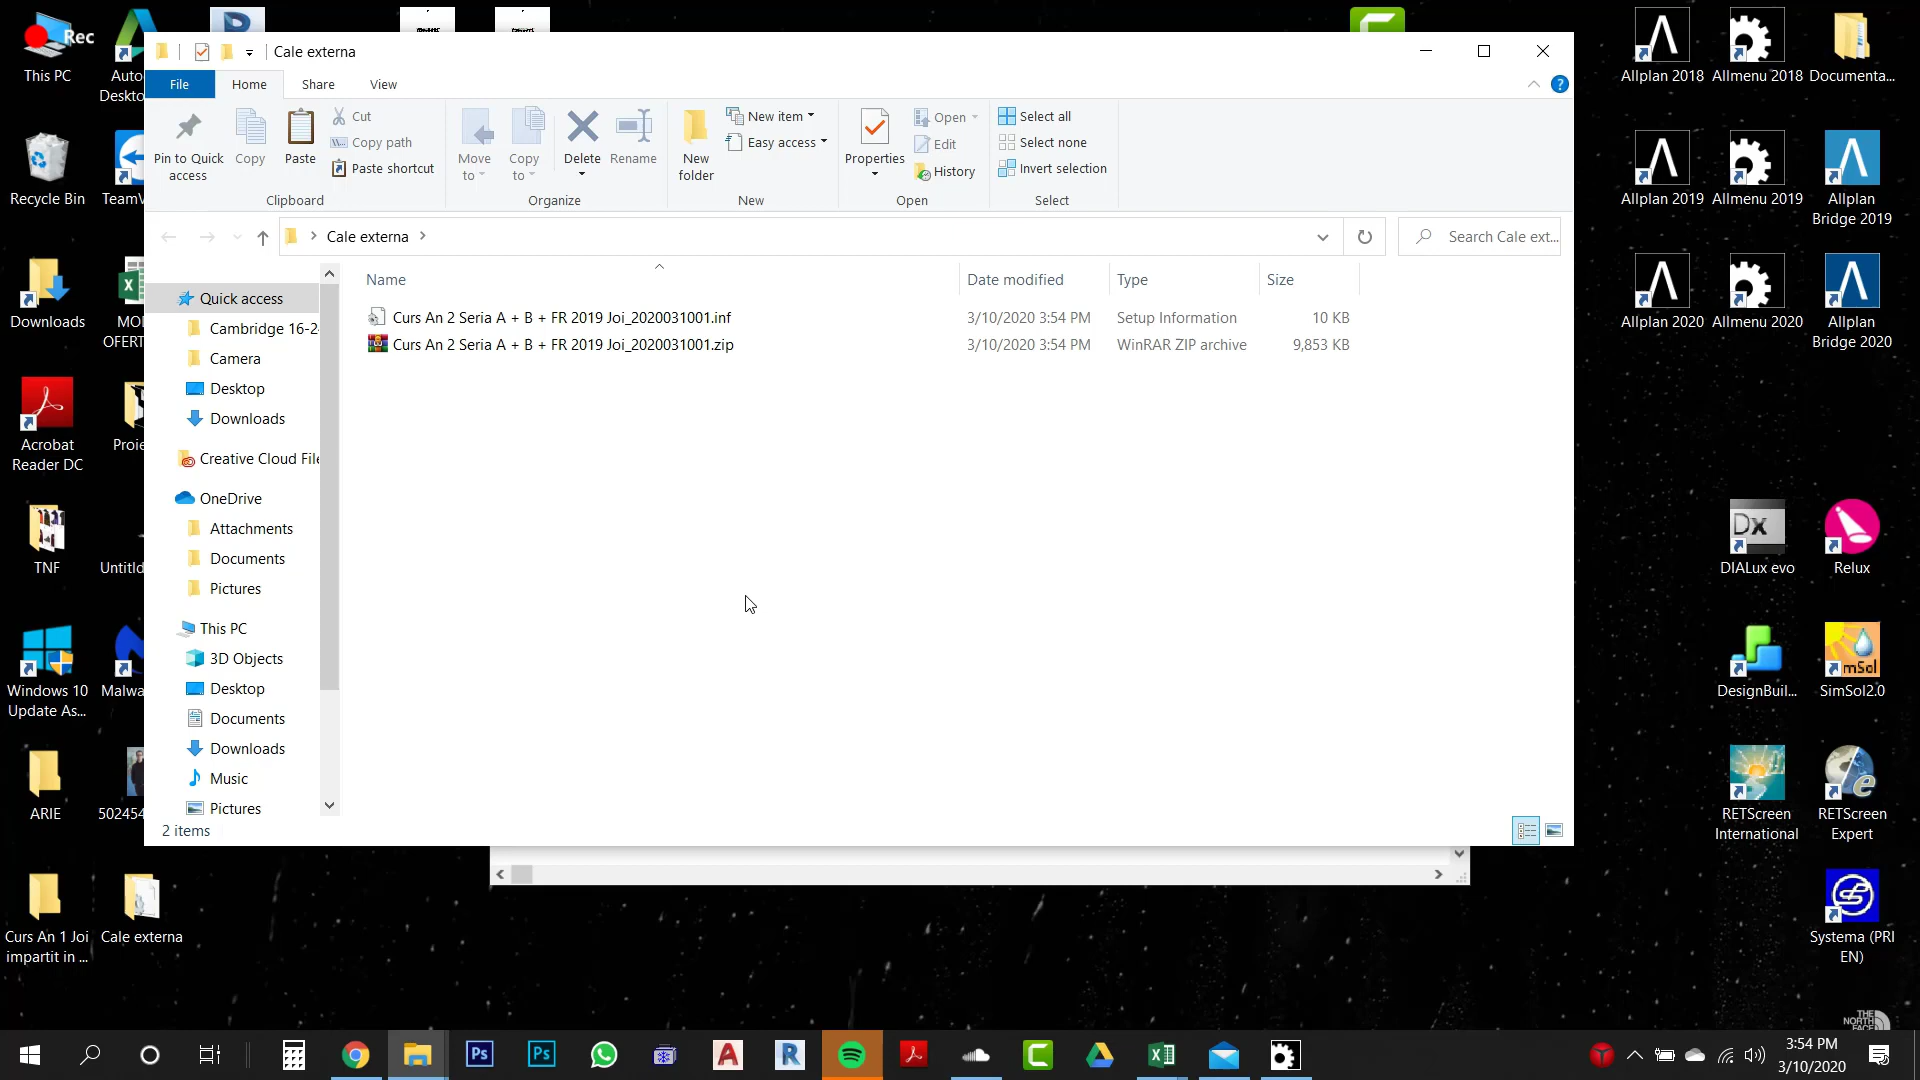 Rec
This PC
Auto
Deskto
Recycle Bin
TeamV
Downloads
MOI
OFERT
Acrobat
Reader DC
Proie
TNF
Untitld
Windows 10
Update As...
Malwa
ARIE
502454
Curs An 1 Joi
impartit in ...
Cale externa
Cale externa
File
Home
Share
View
Pin to Quick
access
Copy
Paste
Cut
Copy path
Paste shortcut
Clipboard
Move
to
Copy
to
Delete
Rename
Organize
New
folder
New item
Easy access
New
Properties
Open
Edit
History
Open
Select all
Select none
Invert selection
Select
Cale externa
Search Cale ext...
Name
Date modified
Type
Size
Curs An 2 Seria A + B + FR 2019 Joi_2020031001.inf
3/10/2020 3:54 PM
Setup Information
10 KB
Curs An 2 Seria A + B + FR 2019 Joi_2020031001.zip
3/10/2020 3:54 PM
WinRAR ZIP archive
9,853 KB
Quick access
Cambridge 16-2
Camera
Desktop
Downloads
Creative Cloud File
OneDrive
Attachments
Documents
Pictures
This PC
3D Objects
Desktop
Documents
Downloads
Music
Pictures
2 items
Allplan 2018
Allmenu 2018
Documenta...
Allplan 2019
Allmenu 2019
Allplan
Bridge 2019
Allplan 2020
Allmenu 2020
Allplan
Bridge 2020
Dx
DIALux evo
Relux
DesignBuil...
imSol
SimSol2.0
RETScreen
International
RETScreen
Expert
Systema (PRI
EN)
THE
NORTH
FACE
Ps
Ps
A
R
3:54 PM
3/10/2020